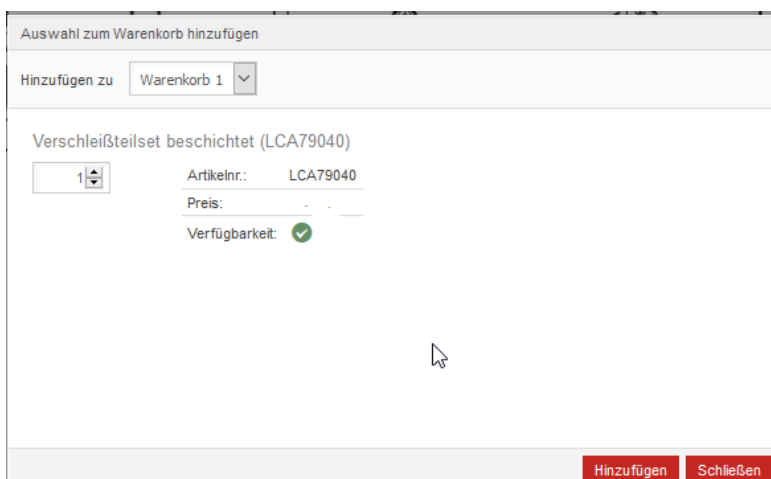 Auswahl zum Warenkorb hinzufügen
Hinzufügen zu Warenkorb 1
Verschleißteilset beschichtet (LCA79040)
1 Artikelnr.: LCA79040
Preis:
Verfügbarkeit:
Hinzufügen Schließen